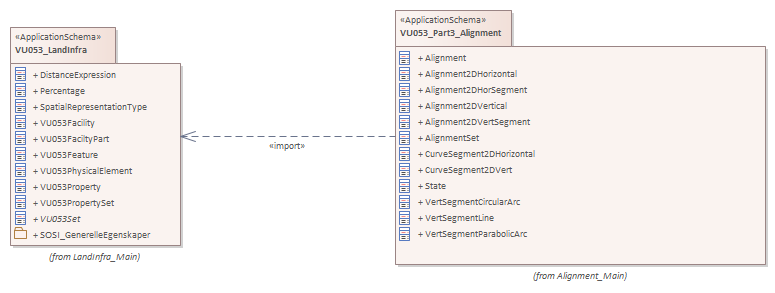 «ApplicationSchema»
VU053_LandInfra
+ DistanceExpression
+ Percentage
+ SpatialRepresentationType
+ VU053Facility
+ VU053FacilityPart
+ VU053Feature
+ VU053PhysicalElement
+ VU053Property
+ VU053PropertySet
+ VU053Set
+ SOSI_GenerelleEgenskaper
(from LandInfra_Main)
«import»
«ApplicationSchema»
VU053_Part3_Alignment
+ Alignment
+ Alignment2DHorizontal
+ Alignment2DHorSegment
+ Alignment2DVertical
+ Alignment2DVertSegment
+ AlignmentSet
+ CurveSegment2DHorizontal
+ CurveSegment2DVert
+ State
+ VertSegmentCircularArc
+ VertSegmentLine
+ VertSegmentParabolicArc
(from Alignment_Main)